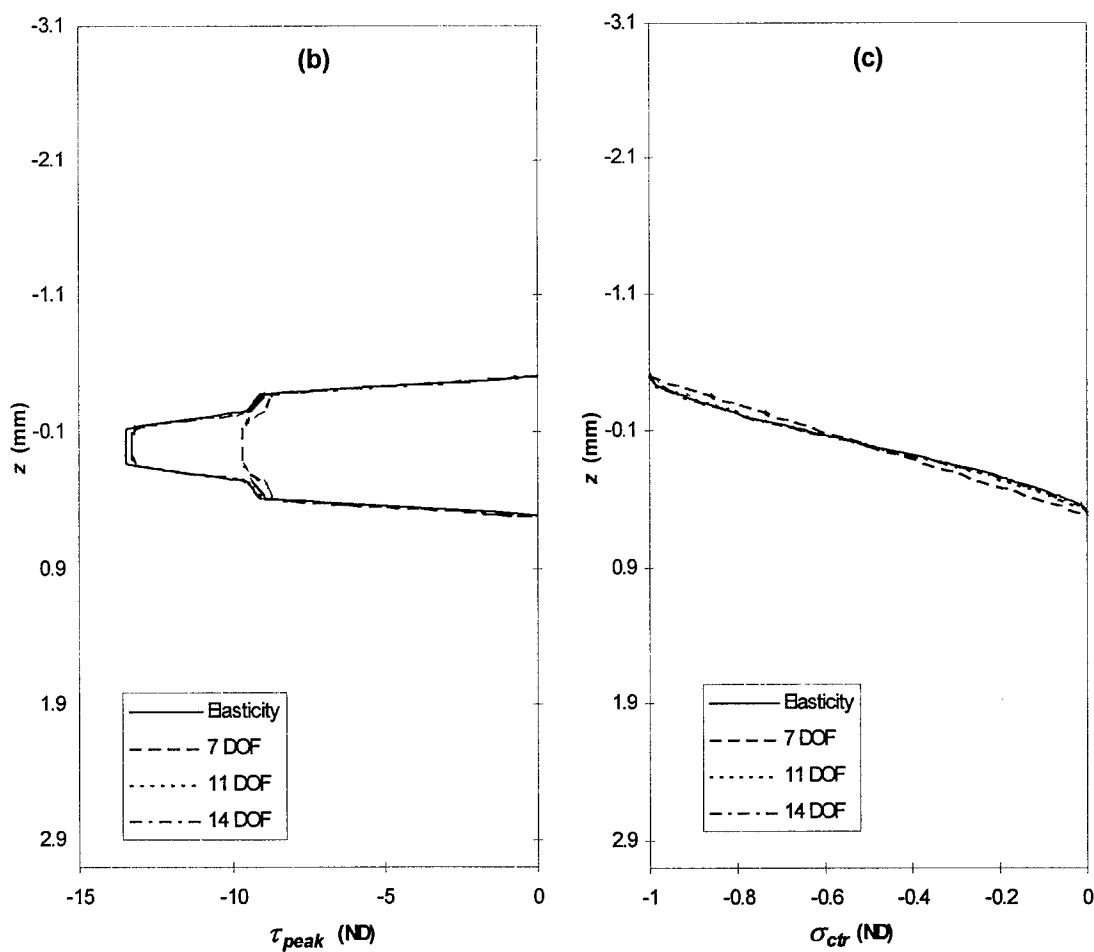 (b)
-3.1
-2.1
-1.1
-0.1
0.9
1.9
2.9
z (mm)
Elasticity
7 DOF
11 DOF
14 DOF
-15
-10
-5
0
τpeak (ND)
(c)
-3.1
-2.1
-1.1
-0.1
0.9
1.9
2.9
z (mm)
Elasticity
7 DOF
11 DOF
14 DOF
-1
-0.8
-0.6
-0.4
-0.2
0
σctr (ND)